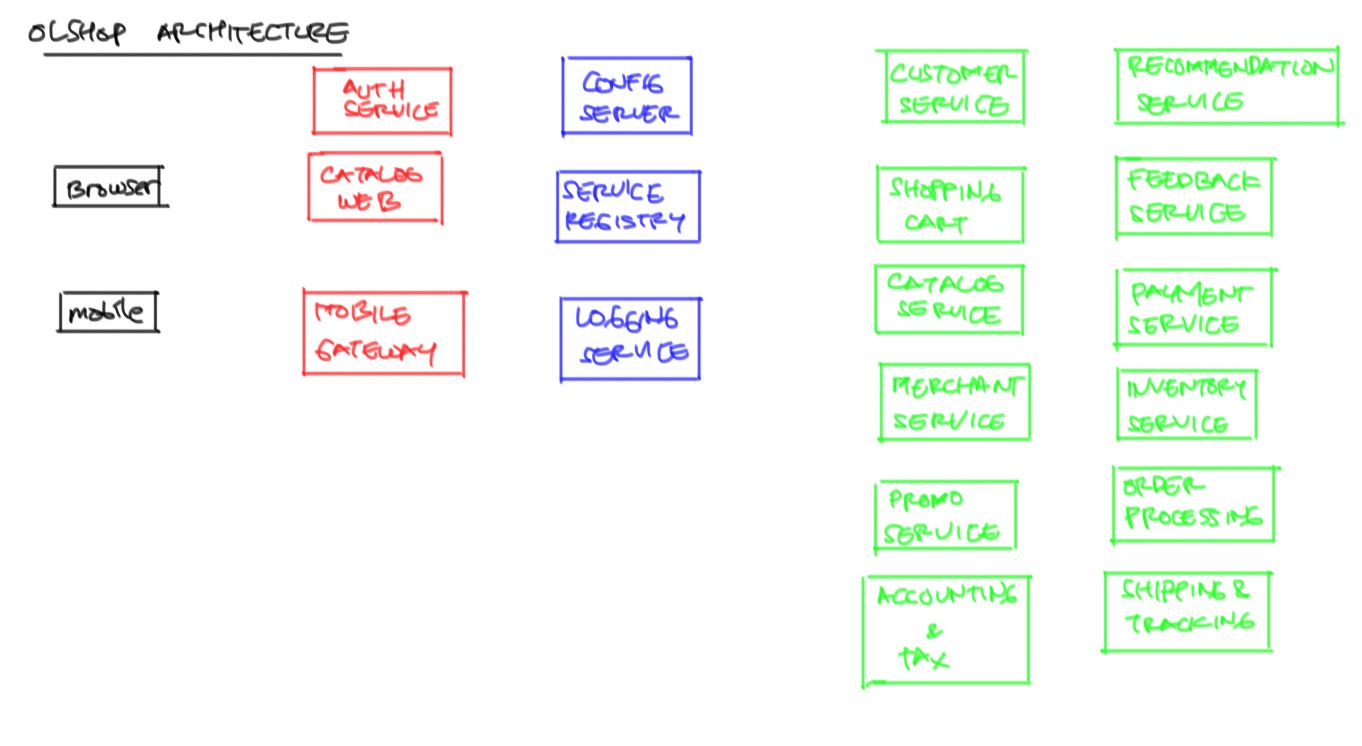 OLSHOP ARCHITECTURE
AUTH
SERVICE
CONFIG
SERVER
CUSTOMER
SERVICE
RECOMMENDATION
SERVICE
Browser
CATALOG
WEB
SERVICE
REGISTRY
SHOPPING
CART
FEEDBACK
SERVICE
mobile
MOBILE
GATEWAY
LOGGING
SERVICE
CATALOG
SERVICE
PAYMENT
SERVICE
MERCHANT
SERVICE
INVENTORY
SERVICE
PROMO
SERVICE
ORDER
PROCESSING
ACCOUNTING
&
TAX
SHIPPING &
TRACKING